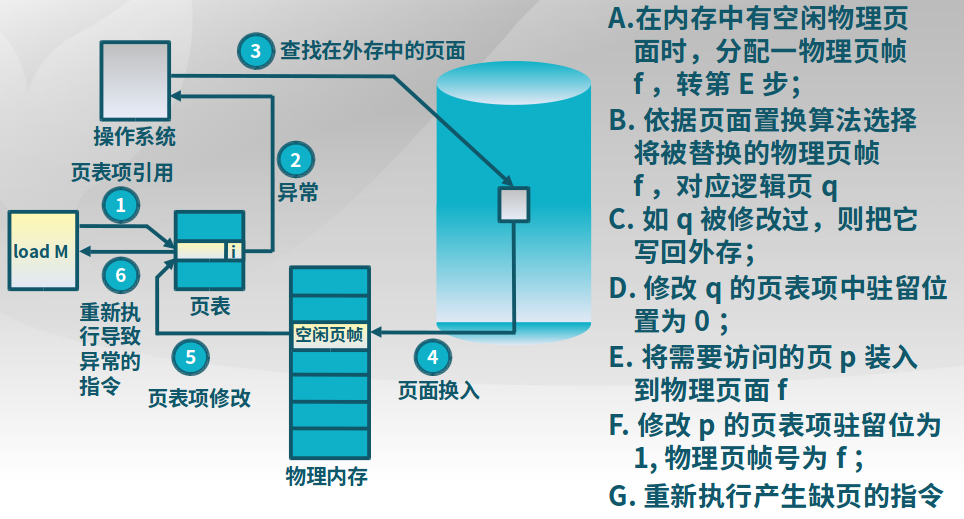 3 查找在外存中的页面
操作系统
页表项引用
2
异常
1
load M
i
6
页表
重新执
行导致
异常的
指令
空闲页帧
5
4
页表项修改
页面换入
物理内存
A.在内存中有空闲物理页
面时，分配一物理页帧
f ，转第 E 步；
B. 依据页面置换算法选择
将被替换的物理页帧
f ，对应逻辑页 q
C. 如 q 被修改过，则把它
写回外存；
D. 修改 q 的页表项中驻留位
置为 0 ；
E. 将需要访问的页 p 装入
到物理页面 f
F. 修改 p 的页表项驻留位为
1, 物理页帧号为 f ；
G. 重新执行产生缺页的指令